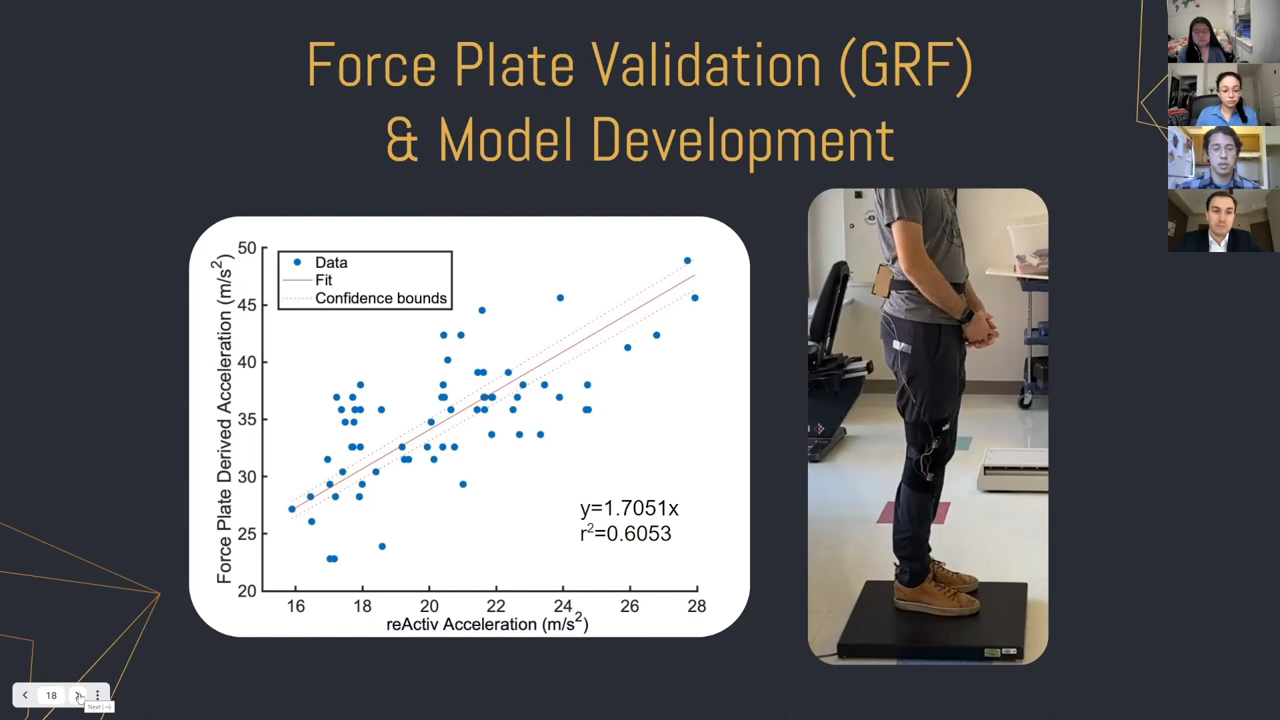 Force Plate Validation (GRF)
& Model Development
50
45
40
35
30
25
20
Force Plate Derived Acceleration (m/s²)
Data
Fit
Confidence bounds
y=1.7051x
r²=0.6053
16 18 20 22 24 26 28
reActiv Acceleration (m/s²)
18
Next (→)